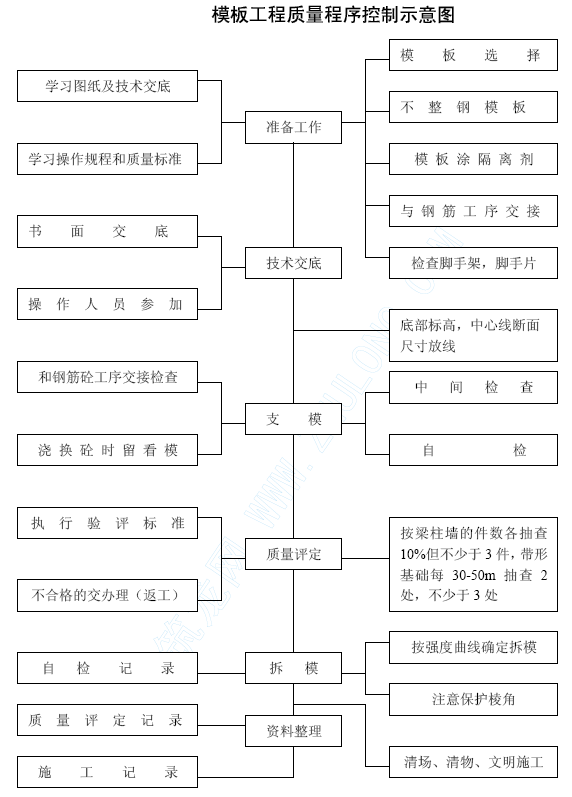 模板工程质量程序控制示意图
学习图纸及技术交底
学习操作规程和质量标准
准备工作
模板选择
不整钢模板
模板涂隔离剂
与钢筋工序交接
检查脚手架，脚手片
书面交底
操作人员参加
技术交底
底部标高，中心线断面
尺寸放线
和钢筋砼工序交接检查
浇换砼时留看模
支模
中间检查
自检
执行验评标准
不合格的交办理（返工）
质量评定
按梁柱墙的件数各抽查
10%但不少于3件，带形
基础每 30-50m 抽查 2
处，不少于3处
自检记录
拆模
按强度曲线确定拆模
注意保护棱角
质量评定记录
资料整理
施工记录
清场、清物、文明施工
筑龙网 WWW.ZHULONG.COM